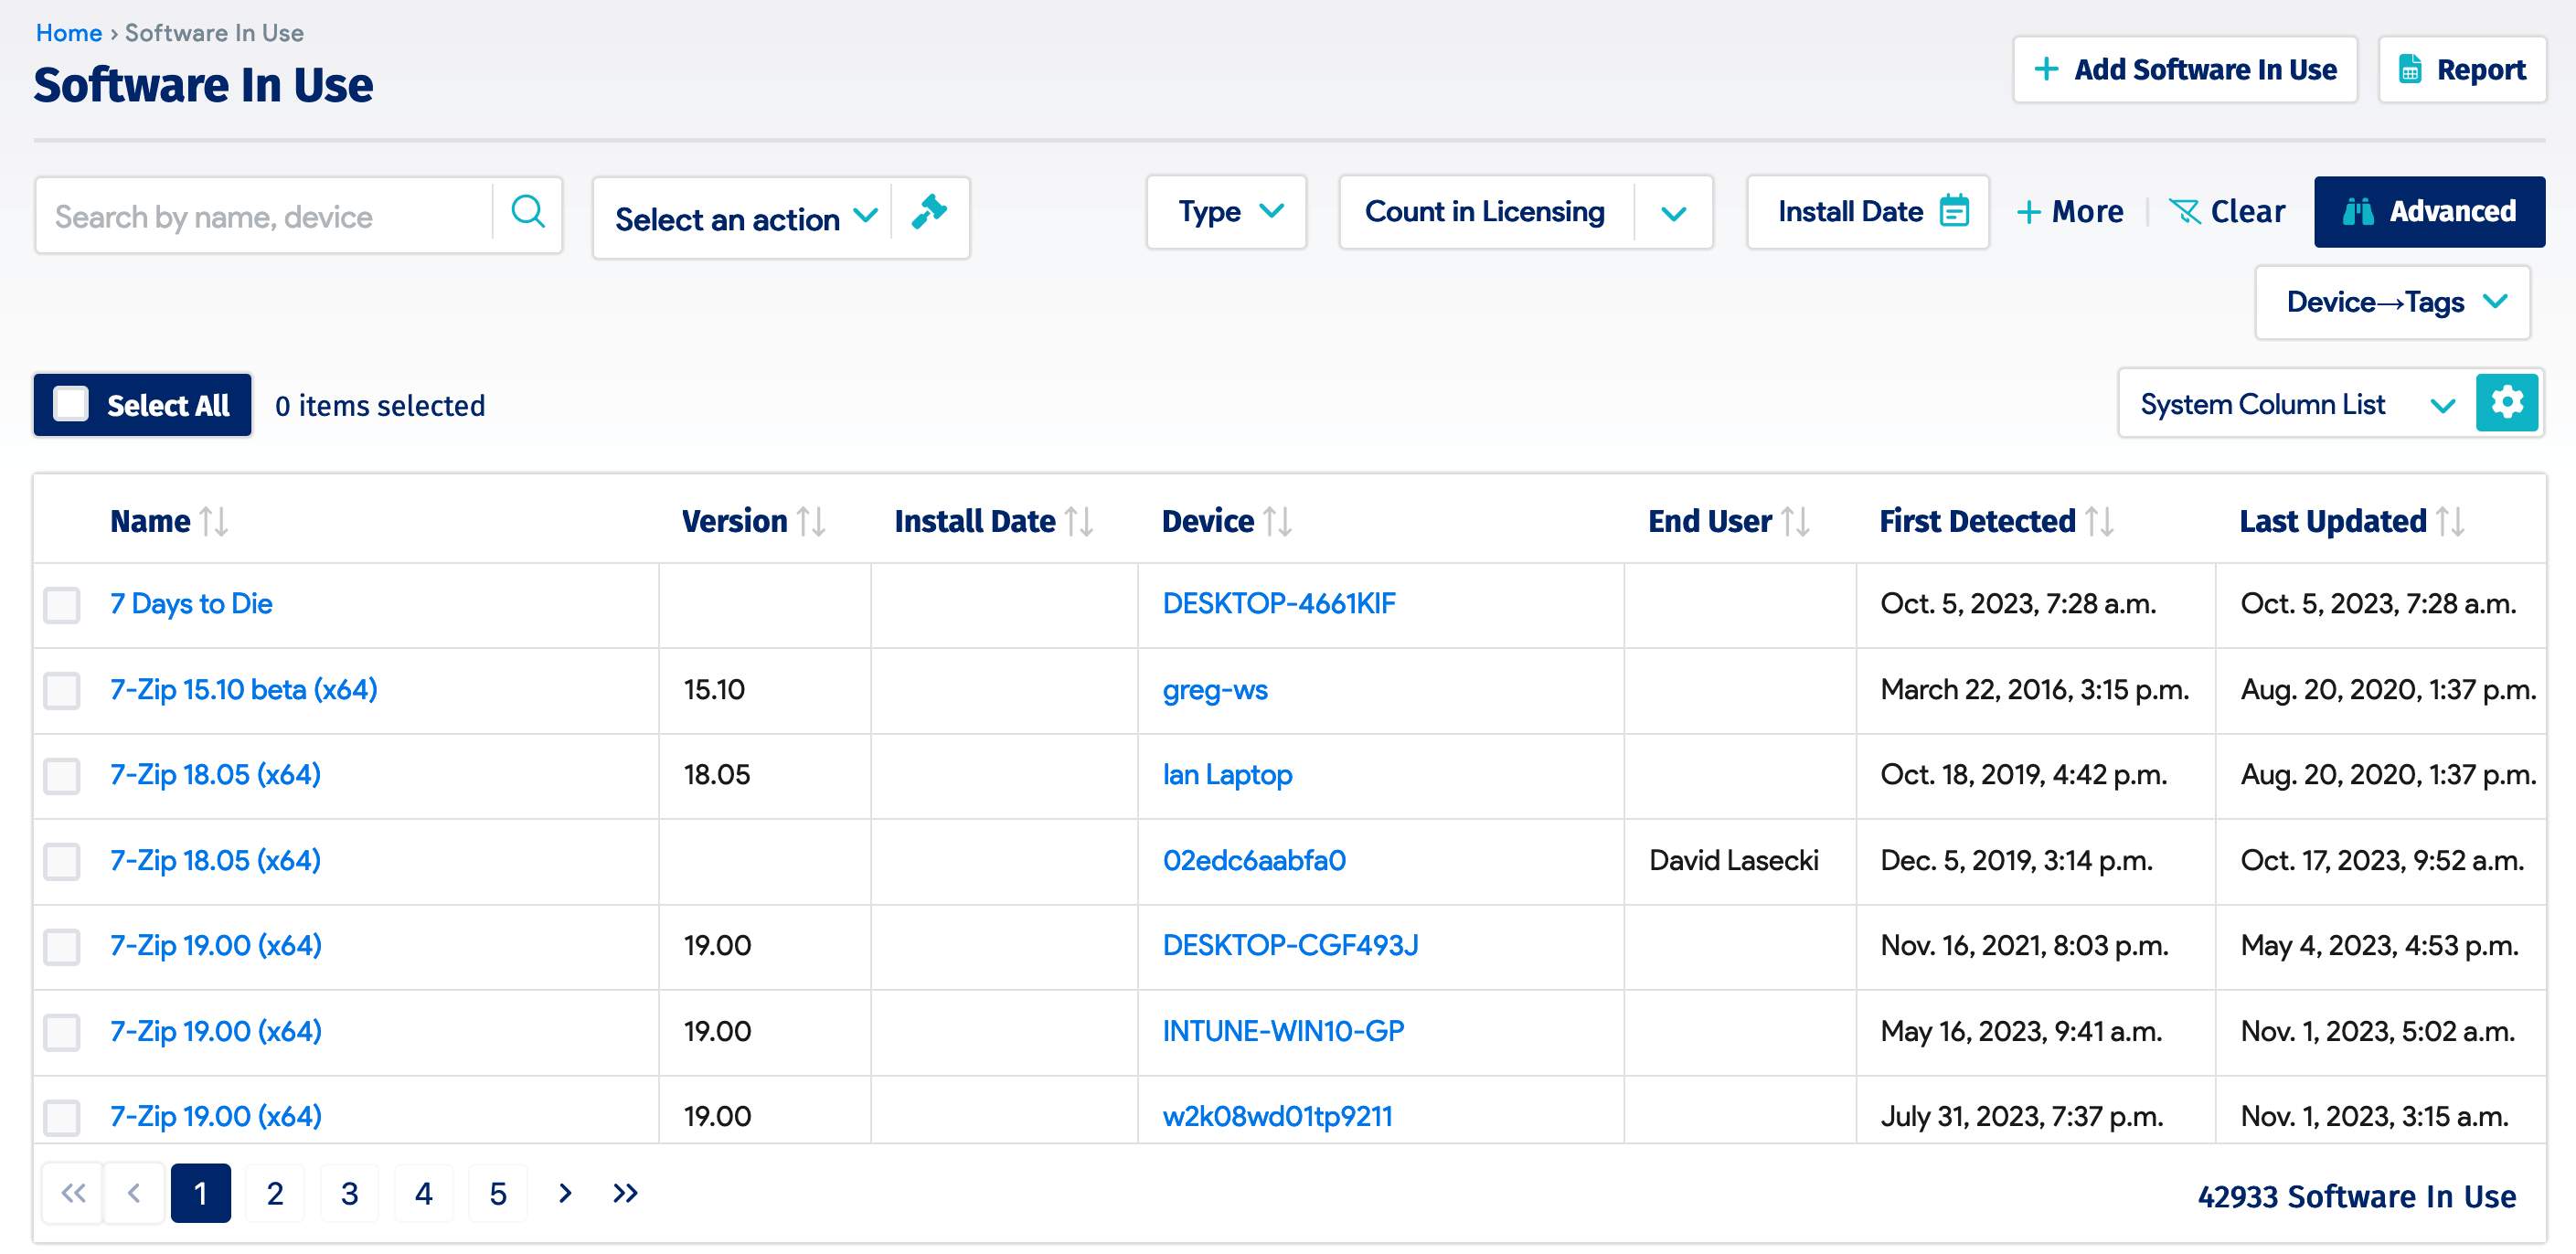 Home › Software In Use
Software In Use
+ Add Software In Use
Report
Search by name, device
Select an action
Type
Count in Licensing
Install Date
+ More
Clear
Advanced
Device→Tags
Select All
0 items selected
System Column List
Name Version Install Date Device End User First Detected Last Updated
7 Days to Die DESKTOP-4661KIF Oct. 5, 2023, 7:28 a.m. Oct. 5, 2023, 7:28 a.m.
7-Zip 15.10 beta (x64) 15.10 greg-ws March 22, 2016, 3:15 p.m. Aug. 20, 2020, 1:37 p.m.
7-Zip 18.05 (x64) 18.05 Ian Laptop Oct. 18, 2019, 4:42 p.m. Aug. 20, 2020, 1:37 p.m.
7-Zip 18.05 (x64) 02edc6aabfa0 David Lasecki Dec. 5, 2019, 3:14 p.m. Oct. 17, 2023, 9:52 a.m.
7-Zip 19.00 (x64) 19.00 DESKTOP-CGF493J Nov. 16, 2021, 8:03 p.m. May 4, 2023, 4:53 p.m.
7-Zip 19.00 (x64) 19.00 INTUNE-WIN10-GP May 16, 2023, 9:41 a.m. Nov. 1, 2023, 5:02 a.m.
7-Zip 19.00 (x64) 19.00 w2k08wd01tp9211 July 31, 2023, 7:37 p.m. Nov. 1, 2023, 3:15 a.m.
« ‹ 1 2 3 4 5 › »
42933 Software In Use